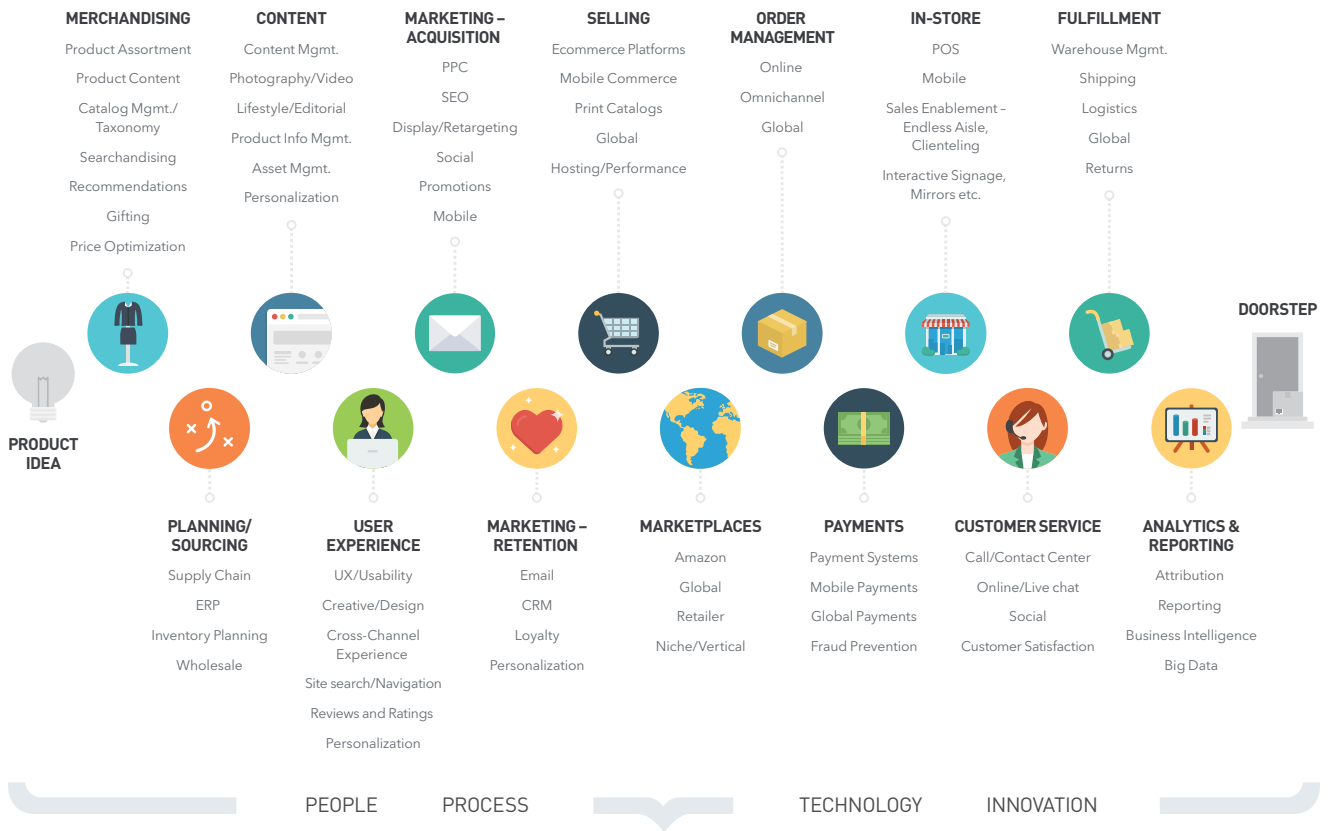 MERCHANDISING
Product Assortment
Product Content
Catalog Mgmt./
Taxonomy
Searchandising
Recommendations
Gifting
Price Optimization
CONTENT
Content Mgmt.
Photography/Video
Lifestyle/Editorial
Product Info Mgmt.
Asset Mgmt.
Personalization
MARKETING –
ACQUISITION
PPC
SEO
Display/Retargeting
Social
Promotions
Mobile
SELLING
Ecommerce Platforms
Mobile Commerce
Print Catalogs
Global
Hosting/Performance
ORDER
MANAGEMENT
Online
Omnichannel
Global
IN-STORE
POS
Mobile
Sales Enablement –
Endless Aisle,
Clienteling
Interactive Signage,
Mirrors etc.
FULFILLMENT
Warehouse Mgmt.
Shipping
Logistics
Global
Returns
DOORSTEP
PRODUCT
IDEA
PLANNING/
SOURCING
Supply Chain
ERP
Inventory Planning
Wholesale
USER
EXPERIENCE
UX/Usability
Creative/Design
Cross-Channel
Experience
Site search/Navigation
Reviews and Ratings
Personalization
MARKETING –
RETENTION
Email
CRM
Loyalty
Personalization
MARKETPLACES
Amazon
Global
Retailer
Niche/Vertical
PAYMENTS
Payment Systems
Mobile Payments
Global Payments
Fraud Prevention
CUSTOMER SERVICE
Call/Contact Center
Online/Live chat
Social
Customer Satisfaction
ANALYTICS &
REPORTING
Attribution
Reporting
Business Intelligence
Big Data
PEOPLE PROCESS TECHNOLOGY INNOVATION